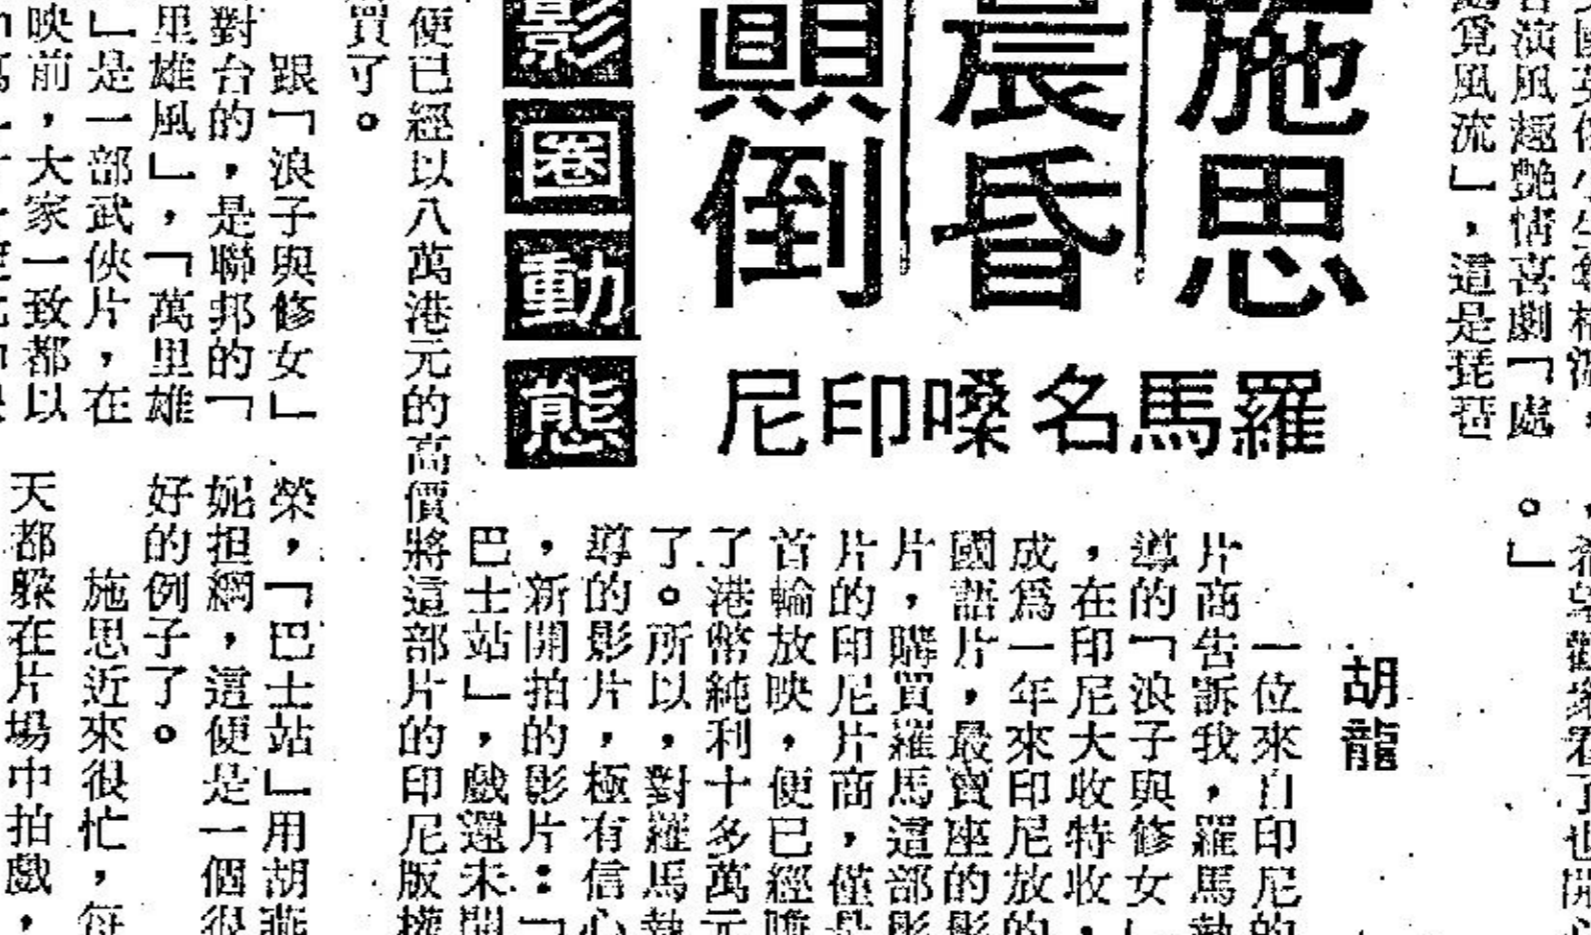 演風趣艷情喜劇「處
覓風流」，這是琵琶
。」
施思
晨昏
顛倒
羅馬名嗓印尼
影圈動態
胡龍
一位來自印尼的
片商告訴我，羅馬執
導的「浪子與修女」
，在印尼大收特收，
成爲一年來印尼放的
國語片，最賣座的影
片，購買羅馬這部影
片的印尼片商，僅是
首輪放映，便已經賺
了港幣純利十多萬元
了。所以，對羅馬執
導的影片，極有信心
，新開拍的影片：「
巴士站」，戲還未開
便已經以八萬港元的高價將這部片的印尼版權
買了。
跟「浪子與修女」
對台的，是聯邦的「
里雄風」，「萬里雄
」是一部武俠片，在
映前，大家一致都以
榮，「巴士站」用胡燕
妮担綱，這便是一個很
好的例子了。
施思近來很忙，每
天都躲在片場中拍戲，